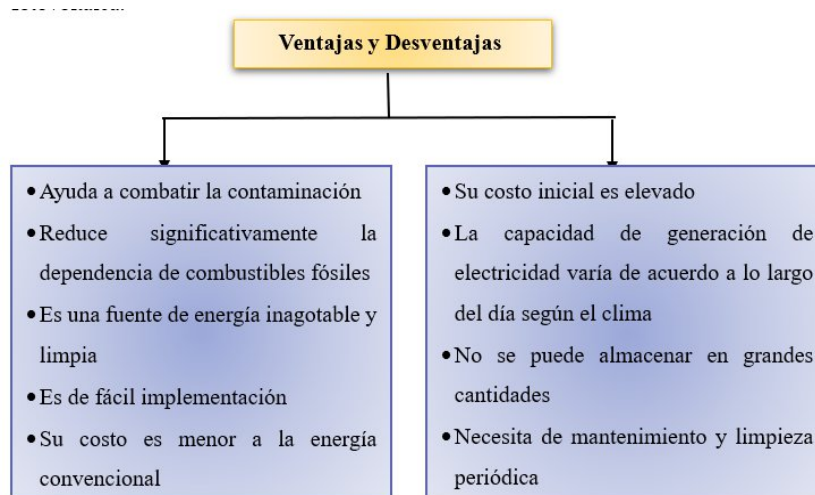 Ventajas y Desventajas
• Ayuda a combatir la contaminación
• Reduce significativamente la
dependencia de combustibles fósiles
• Es una fuente de energía inagotable y
limpia
• Es de fácil implementación
• Su costo es menor a la energía
convencional
• Su costo inicial es elevado
• La capacidad de generación de
electricidad varía de acuerdo a lo largo
del día según el clima
• No se puede almacenar en grandes
cantidades
• Necesita de mantenimiento y limpieza
periódica